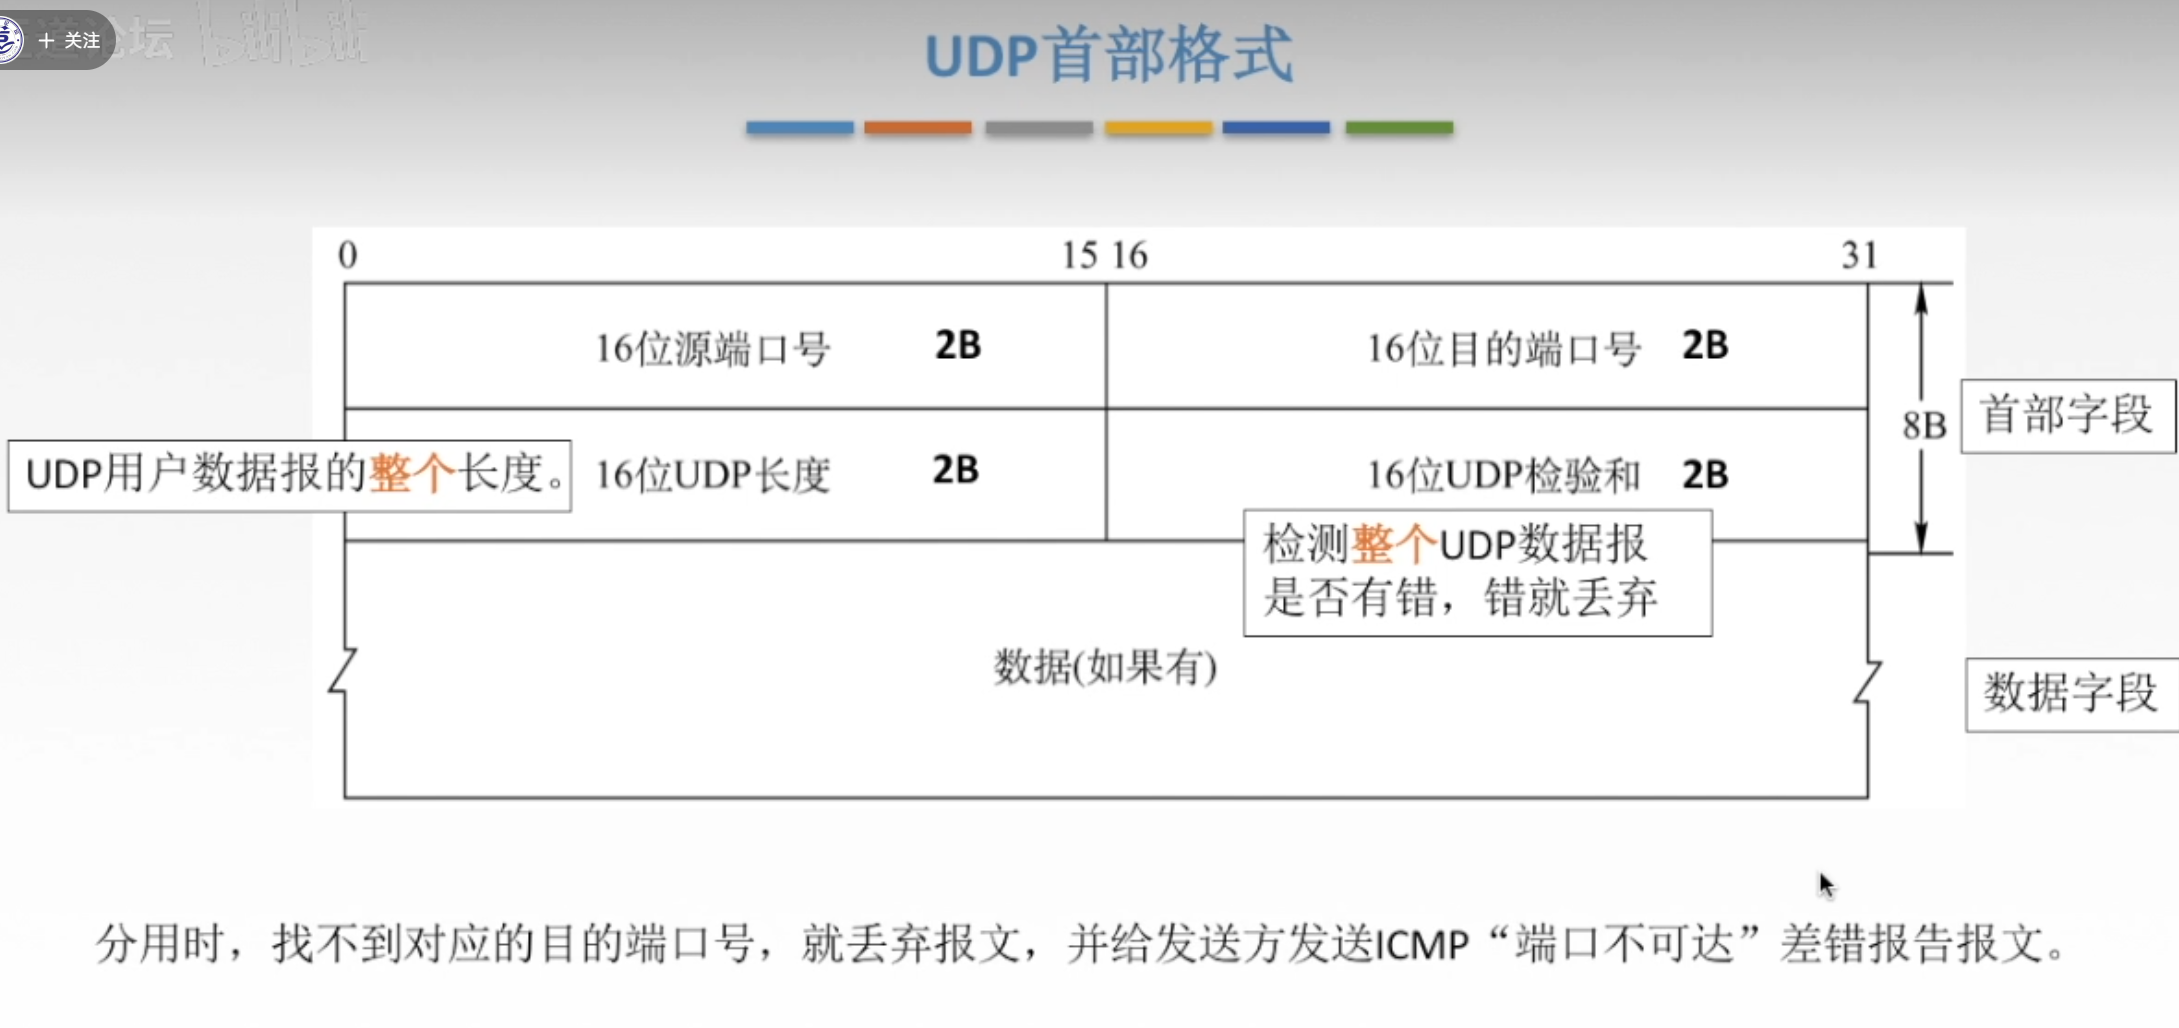 + 关注
论坛
bilibili
UDP首部格式
0 15 16 31
16位源端口号 2B 16位目的端口号 2B
8B
首部字段
UDP用户数据报的整个长度。
16位UDP长度 2B 16位UDP检验和 2B
检测整个UDP数据报
是否有错，错就丢弃
数据(如果有)
数据字段
分用时，找不到对应的目的端口号，就丢弃报文，并给发送方发送ICMP“端口不可达”差错报告报文。